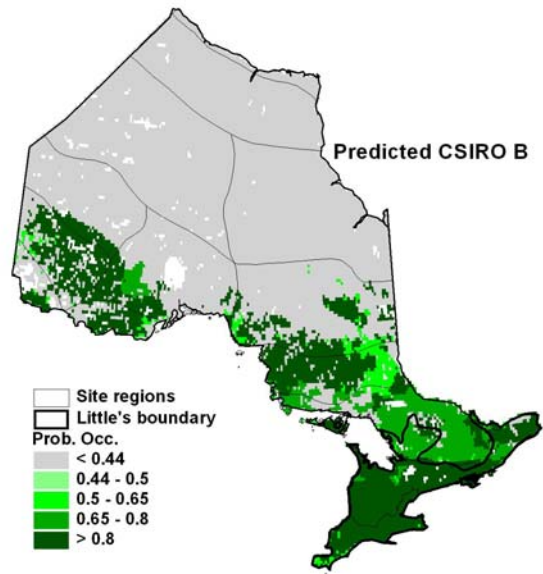 Predicted CSIRO B
Site regions
Little's boundary
Prob. Occ.
< 0.44
0.44 - 0.5
0.5 - 0.65
0.65 - 0.8
> 0.8